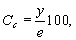 C_c = y/e 100,